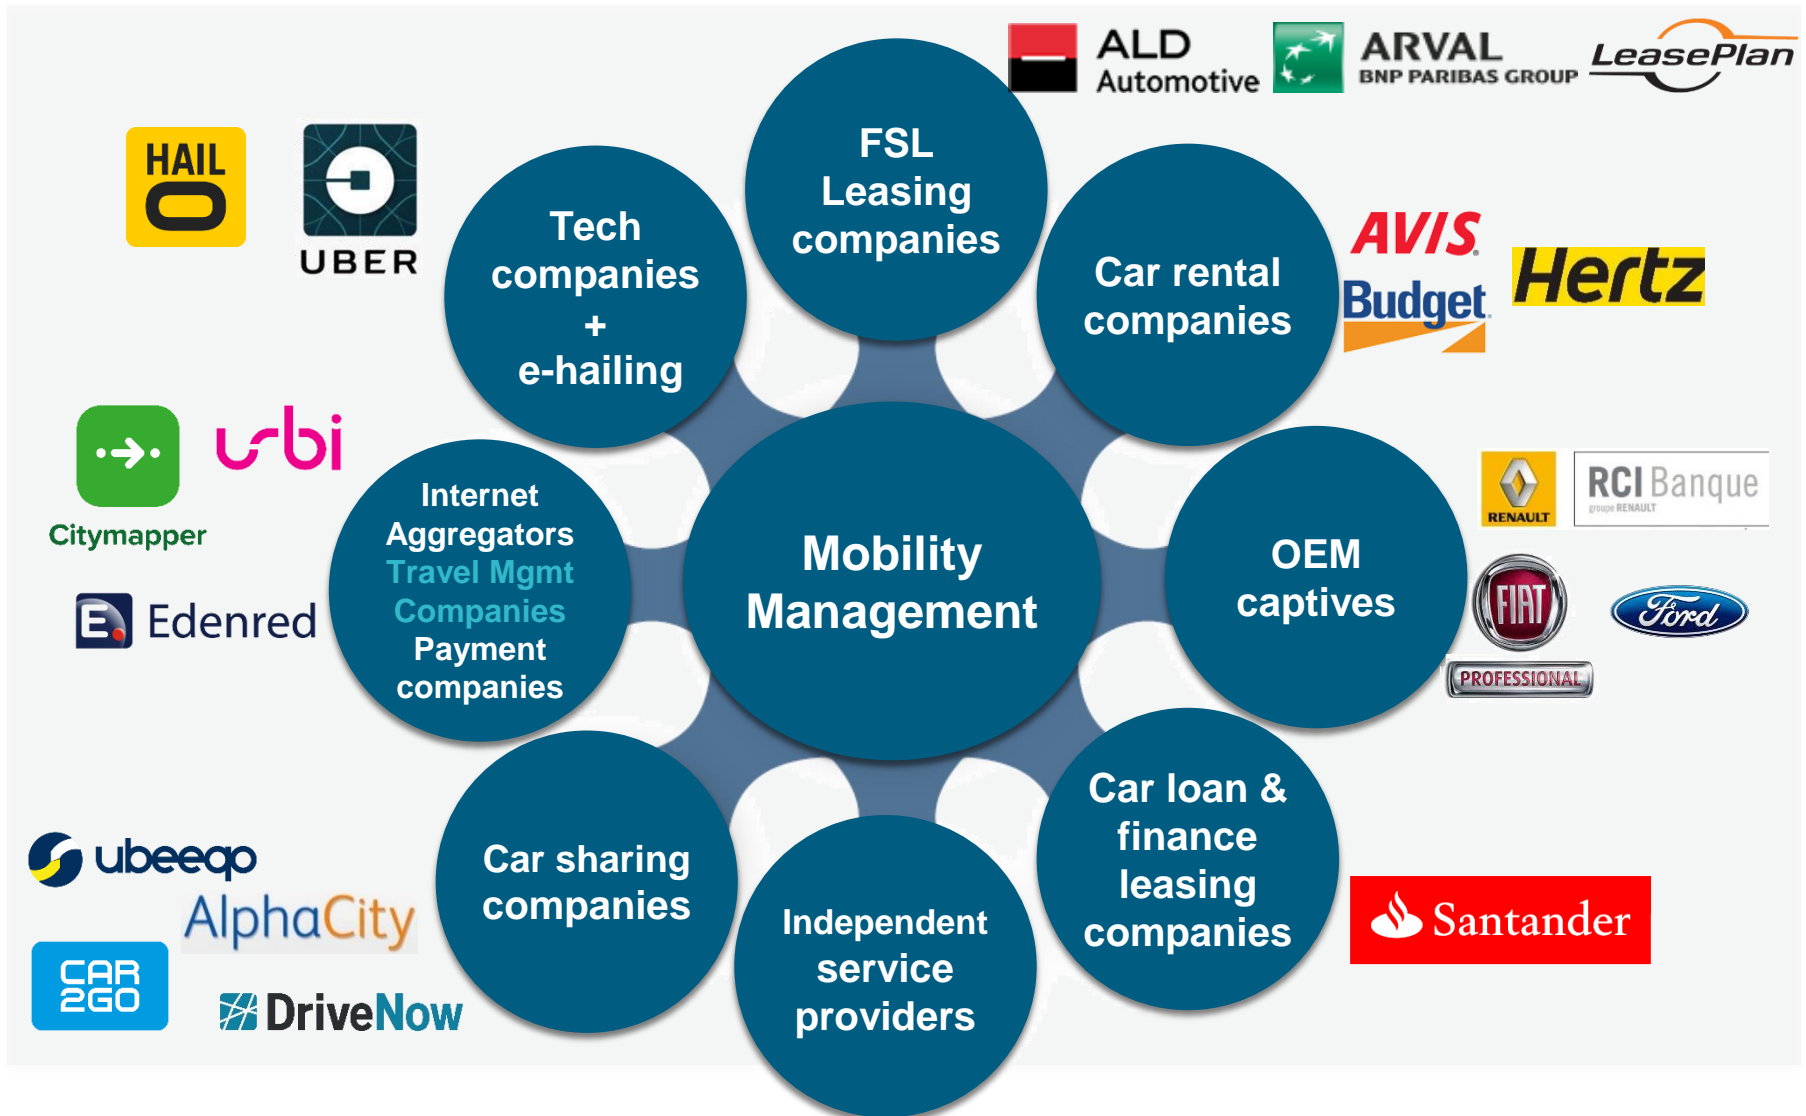 ALD
Automotive
ARVAL
BNP PARIBAS GROUP
LeasePlan
HAIL
O
UBER
FSL
Leasing
companies
Tech
companies
+
e-hailing
Car rental
companies
AVIS
Budget
Hertz
Citymapper
urbi
Edenred
Internet
Aggregators
Travel Mgmt
Companies
Payment
companies
Mobility
Management
OEM
captives
RENAULT
RCI Banque
groupe RENAULT
FIAT
PROFESSIONAL
Ford
ubeeqo
AlphaCity
CAR
2GO
DriveNow
Car sharing
companies
Independent
service
providers
Car loan &
finance
leasing
companies
Santander